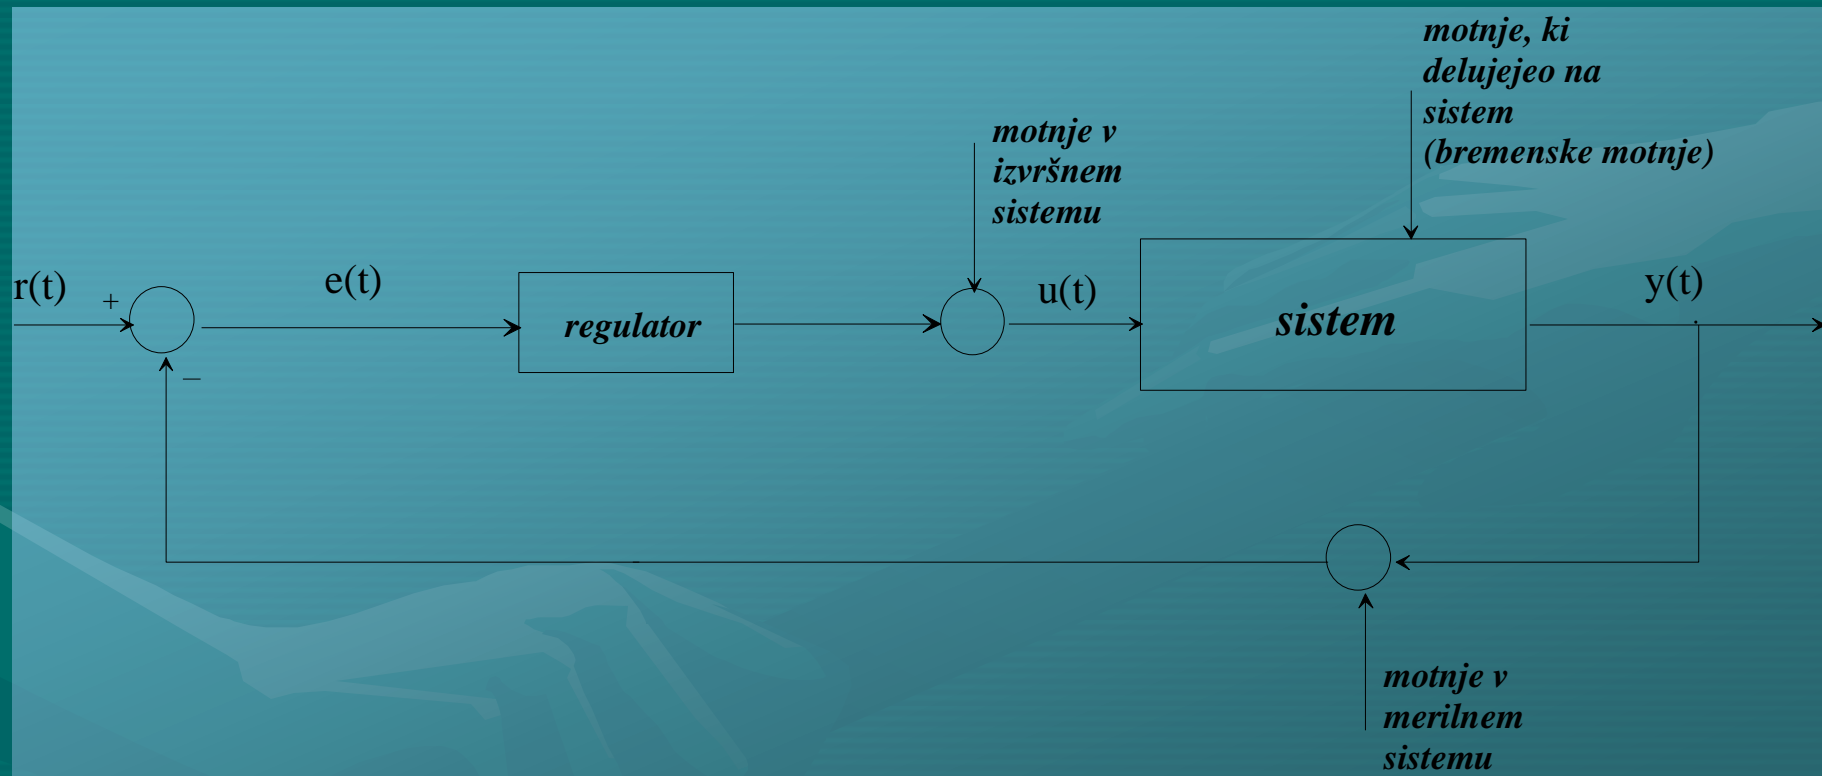 motnje, ki
delujejeo na
sistem
(bremenske motnje)
motnje v
izvršnem
sistemu
r(t)
+
e(t)
regulator
u(t)
sistem
y(t)
–
motnje v
merilnem
sistemu